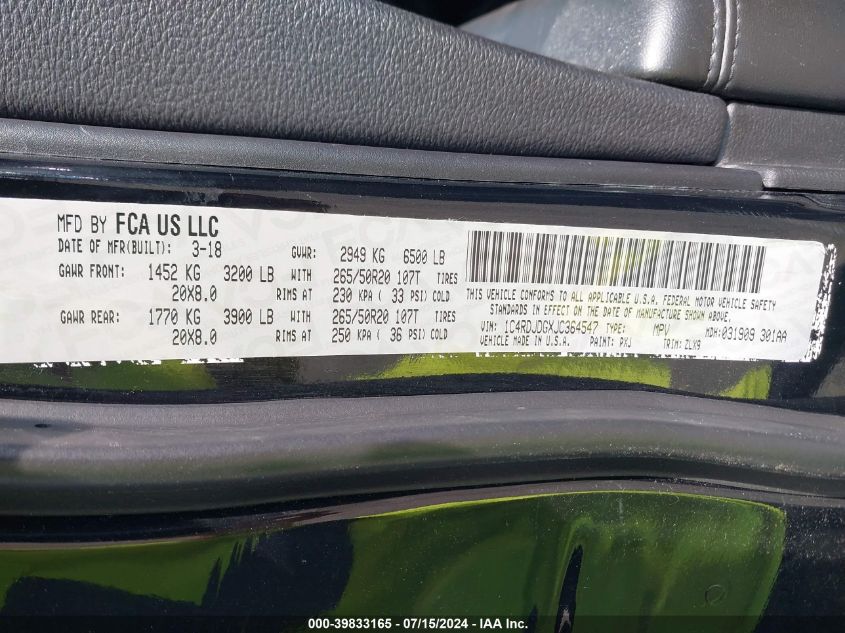 MFD BY FCA US LLC
DATE OF MFR(BUILT): 3-18 GVWR: 2949 KG 6500 LB
GAWR FRONT: 1452 KG 3200 LB WITH 265/50R20 107T TIRES
20X8.0 RIMS AT 230 KPA ( 33 PSI) COLD
GAWR REAR: 1770 KG 3900 LB WITH 265/50R20 107T TIRES
20X8.0 RIMS AT 250 KPA ( 36 PSI) COLD
THIS VEHICLE CONFORMS TO ALL APPLICABLE U.S.A. FEDERAL MOTOR VEHICLE SAFETY
STANDARDS IN EFFECT ON THE DATE OF MANUFACTURE SHOWN ABOVE.
VIN: 1C4RDJDGXJC364547 TYPE: MPV MDH: 031909 301AA
VEHICLE MADE IN U.S.A. PAINT: PXJ TRIM: ZLX9
000-39833165 / 07/15/2024 - IAA Inc.